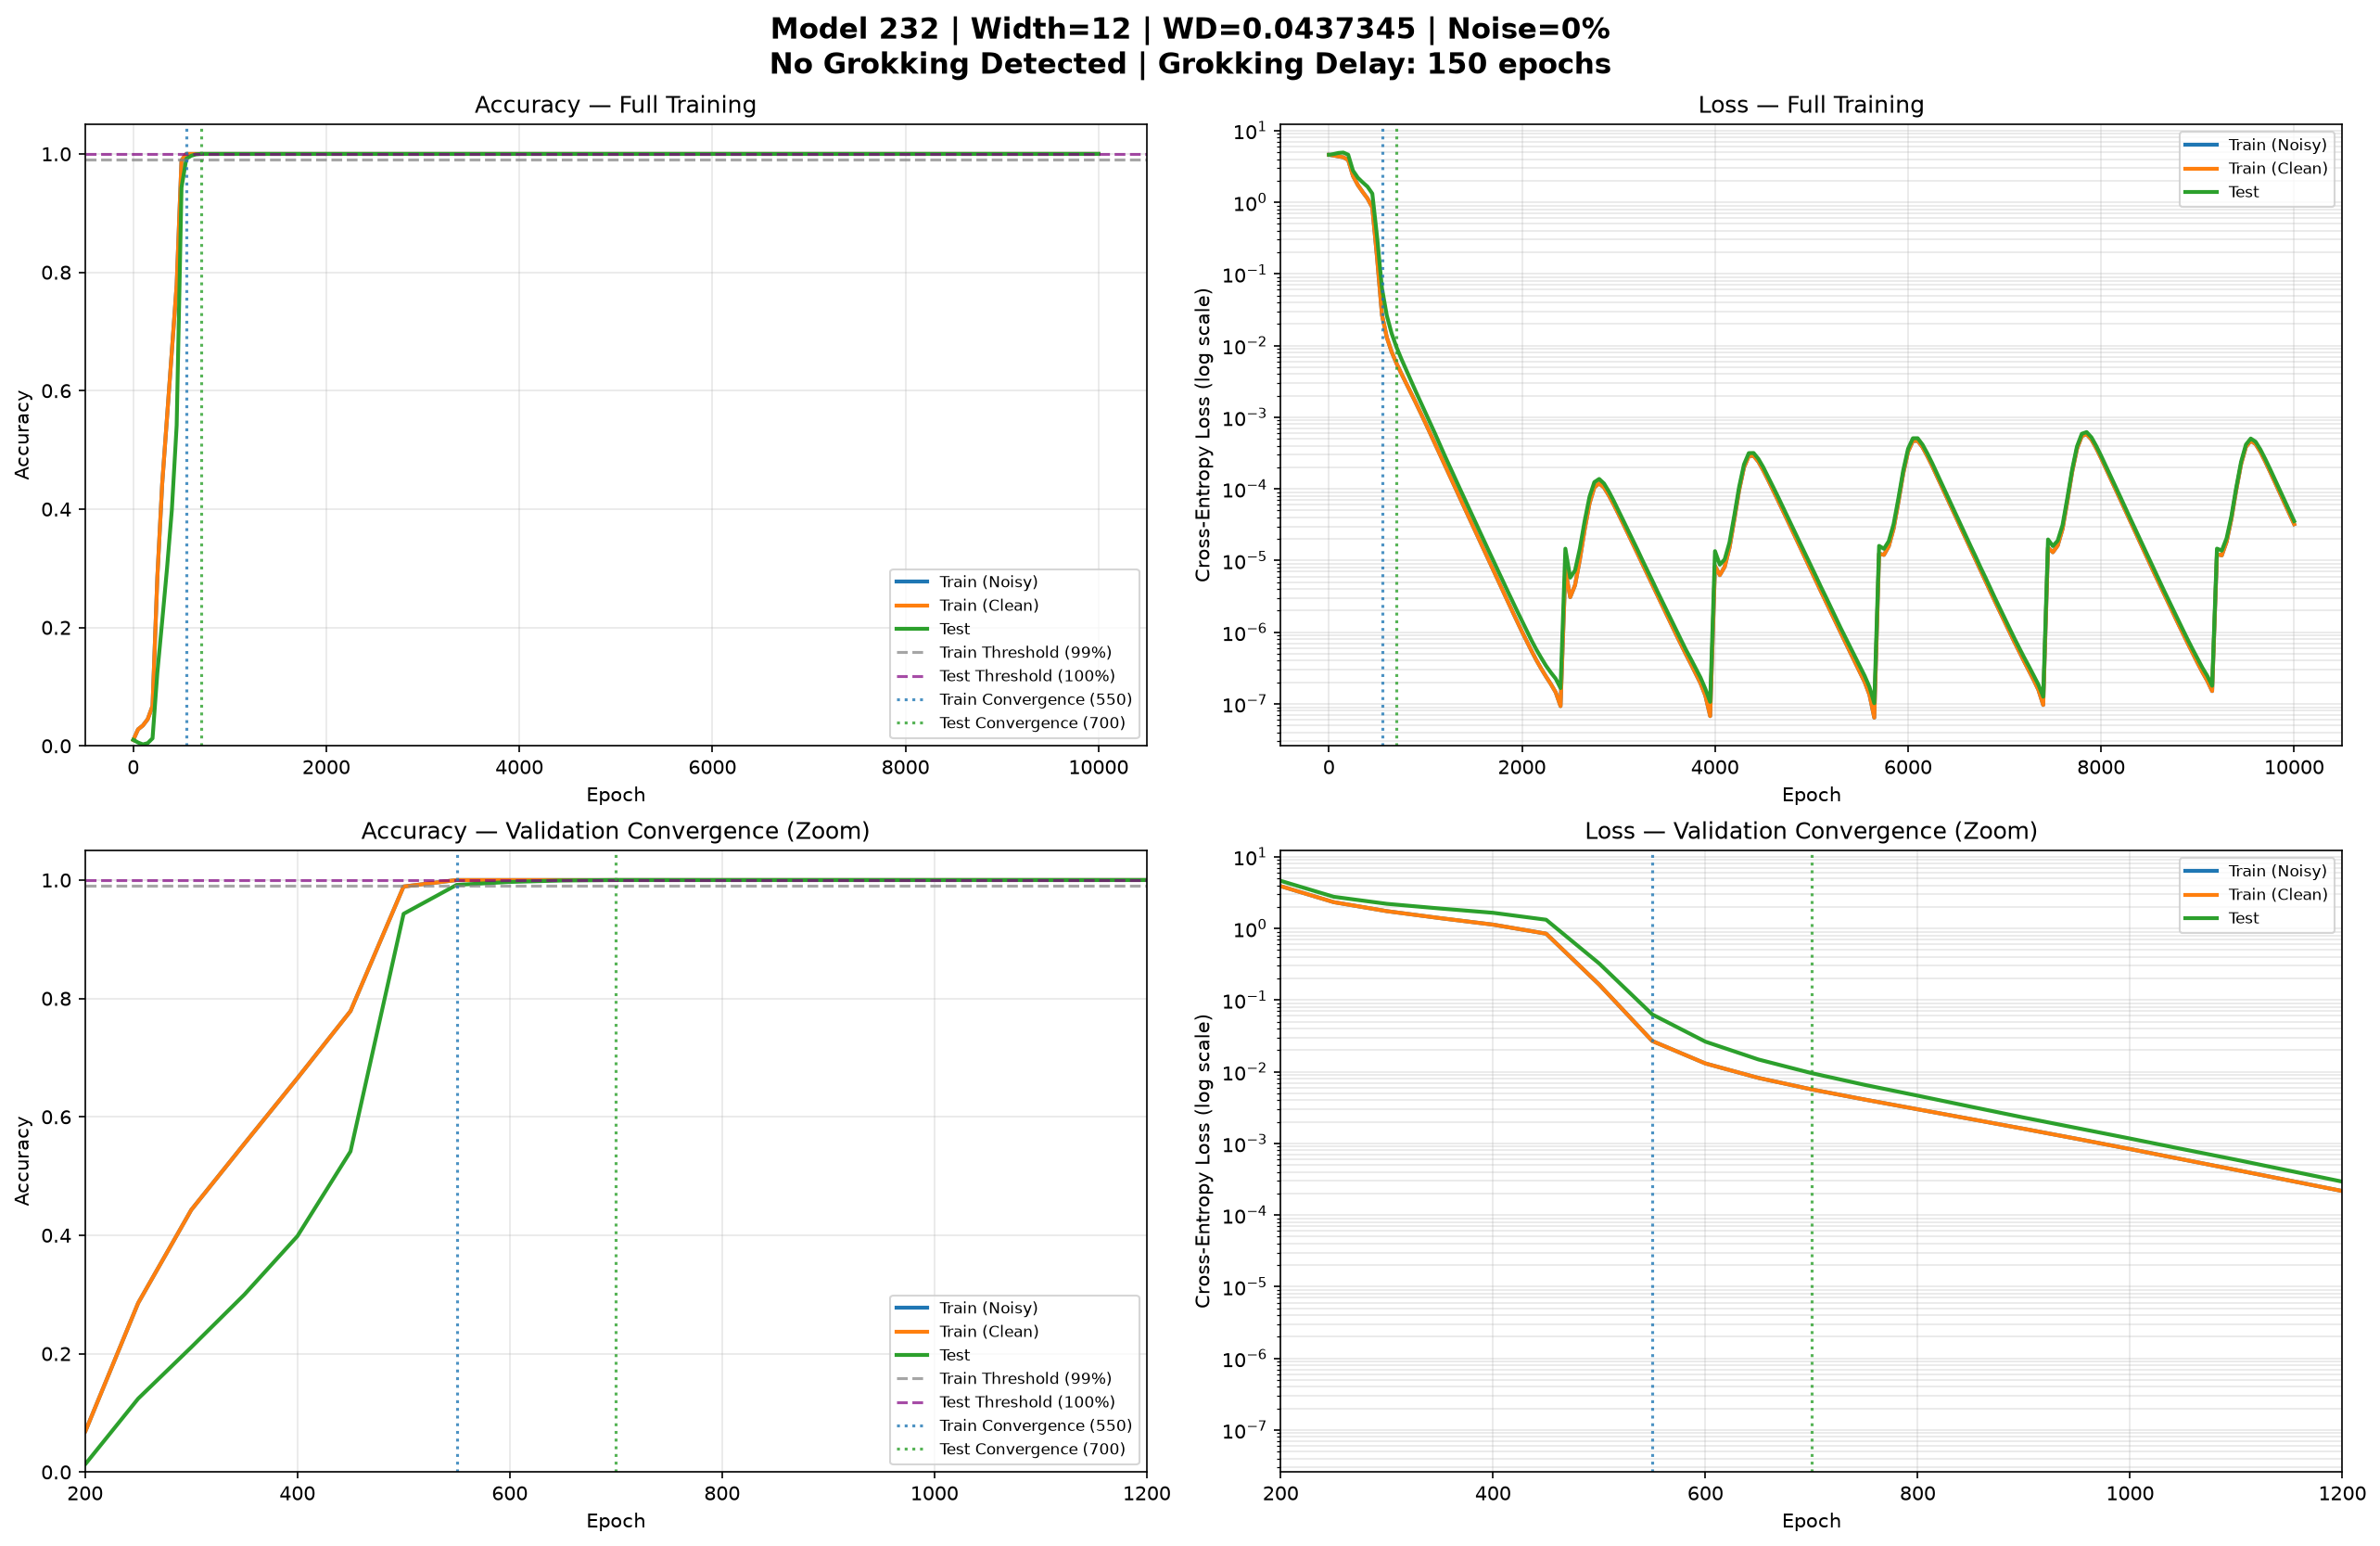 Model 232 | Width=12 | WD=0.0437345 | Noise=0%
No Grokking Detected | Grokking Delay: 150 epochs
Accuracy — Full Training
Accuracy
1.0
0.8
0.6
0.4
0.2
0.0
0 2000 4000 6000 8000 10000
Epoch
Train (Noisy)
Train (Clean)
Test
Train Threshold (99%)
Test Threshold (100%)
Train Convergence (550)
Test Convergence (700)
Loss — Full Training
Cross-Entropy Loss (log scale)
10¹
10⁰
10⁻¹
10⁻²
10⁻³
10⁻⁴
10⁻⁵
10⁻⁶
10⁻⁷
0 2000 4000 6000 8000 10000
Epoch
Train (Noisy)
Train (Clean)
Test
Accuracy — Validation Convergence (Zoom)
Accuracy
1.0
0.8
0.6
0.4
0.2
0.0
200 400 600 800 1000 1200
Epoch
Train (Noisy)
Train (Clean)
Test
Train Threshold (99%)
Test Threshold (100%)
Train Convergence (550)
Test Convergence (700)
Loss — Validation Convergence (Zoom)
Cross-Entropy Loss (log scale)
10¹
10⁰
10⁻¹
10⁻²
10⁻³
10⁻⁴
10⁻⁵
10⁻⁶
10⁻⁷
200 400 600 800 1000 1200
Epoch
Train (Noisy)
Train (Clean)
Test